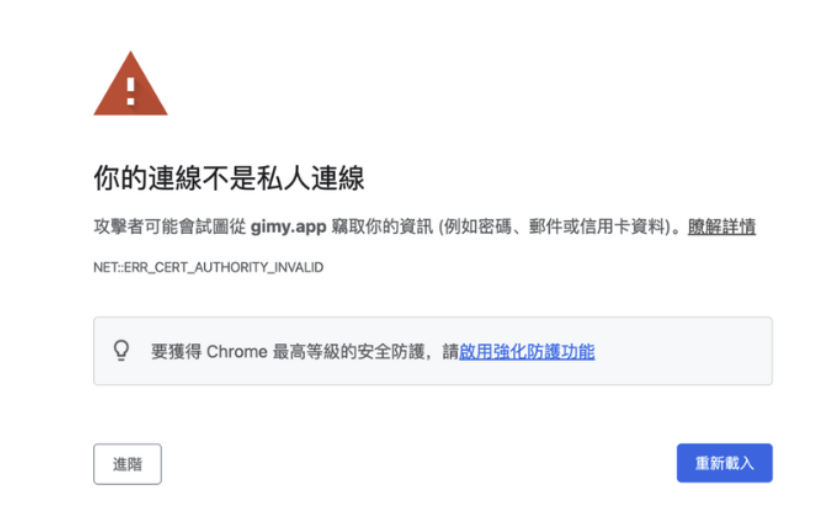 你的連線不是私人連線
攻擊者可能會試圖從 gimy.app 竊取你的資訊 (例如密碼、郵件或信用卡資料)。瞭解詳情
NET::ERR_CERT_AUTHORITY_INVALID
要獲得 Chrome 最高等級的安全防護，請啟用強化防護功能
進階
重新載入